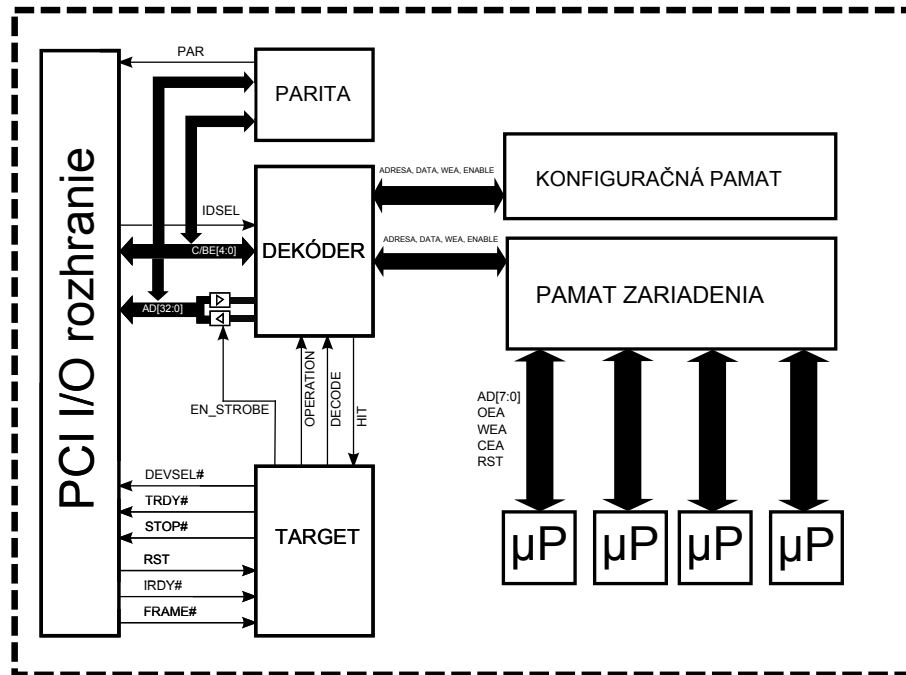 PCI I/O rozhranie
PAR
PARITA
IDSEL
C/BE[4:0]
AD[32:0]
DEKÓDER
ADRESA, DATA, WEA, ENABLE
KONFIGURAČNÁ PAMAT
ADRESA, DATA, WEA, ENABLE
PAMAT ZARIADENIA
EN_STROBE
OPERATION
DECODE
HIT
AD[7:0]
OEA
WEA
CEA
RST
DEVSEL#
TRDY#
STOP#
RST
IRDY#
FRAME#
TARGET
µP
µP
µP
µP